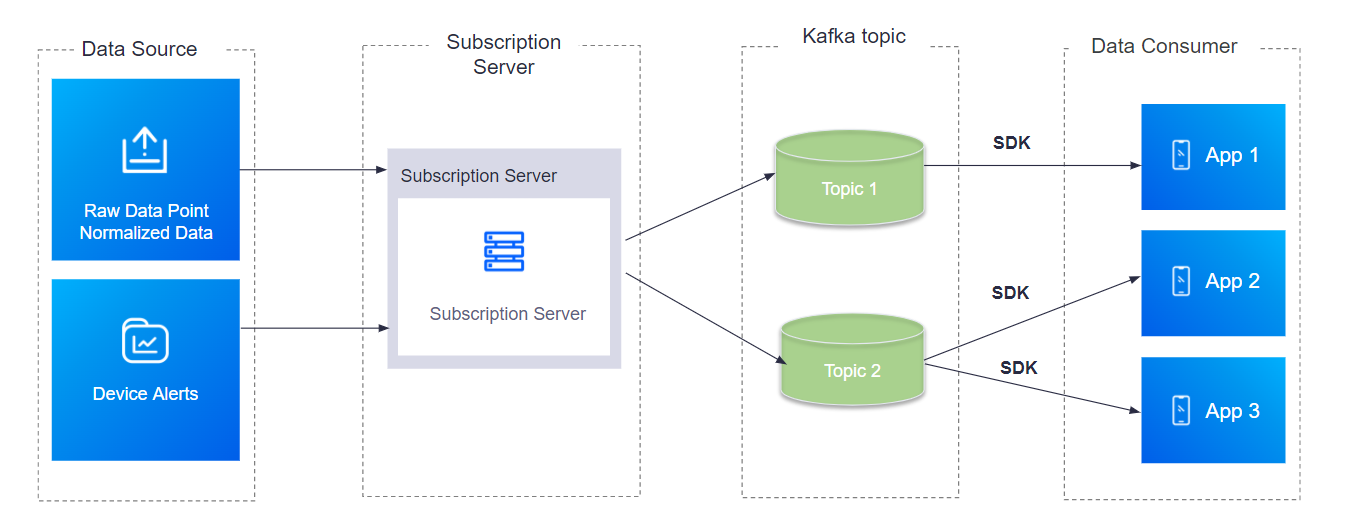 Data Source
Raw Data Point
Normalized Data
Device Alerts
Subscription
Server
Subscription Server
Subscription Server
Kafka topic
Topic 1
Topic 2
SDK
SDK
SDK
Data Consumer
App 1
App 2
App 3